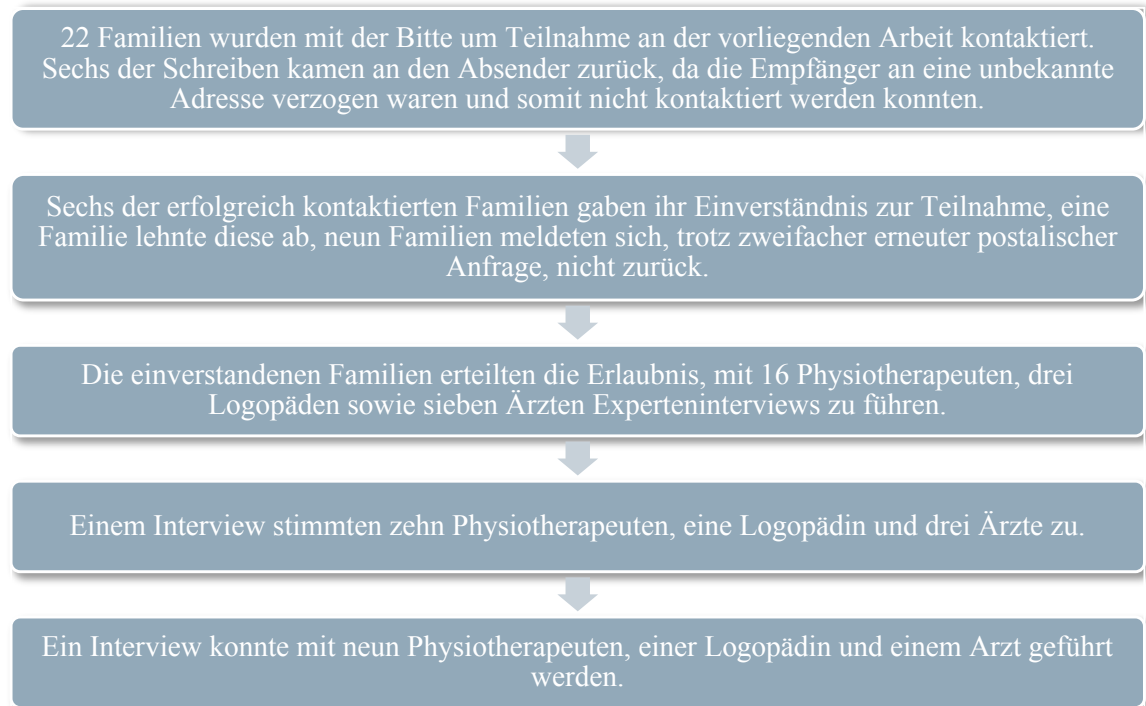 22 Familien wurden mit der Bitte um Teilnahme an der vorliegenden Arbeit kontaktiert.
Sechs der Schreiben kamen an den Absender zurück, da die Empfänger an eine unbekannte
Adresse verzogen waren und somit nicht kontaktiert werden konnten.
Sechs der erfolgreich kontaktierten Familien gaben ihr Einverständnis zur Teilnahme, eine
Familie lehnte diese ab, neun Familien meldeten sich, trotz zweifacher erneuter postalischer
Anfrage, nicht zurück.
Die einverstandenen Familien erteilten die Erlaubnis, mit 16 Physiotherapeuten, drei
Logopäden sowie sieben Ärzten Experteninterviews zu führen.
Einem Interview stimmten zehn Physiotherapeuten, eine Logopädin und drei Ärzte zu.
Ein Interview konnte mit neun Physiotherapeuten, einer Logopädin und einem Arzt geführt
werden.